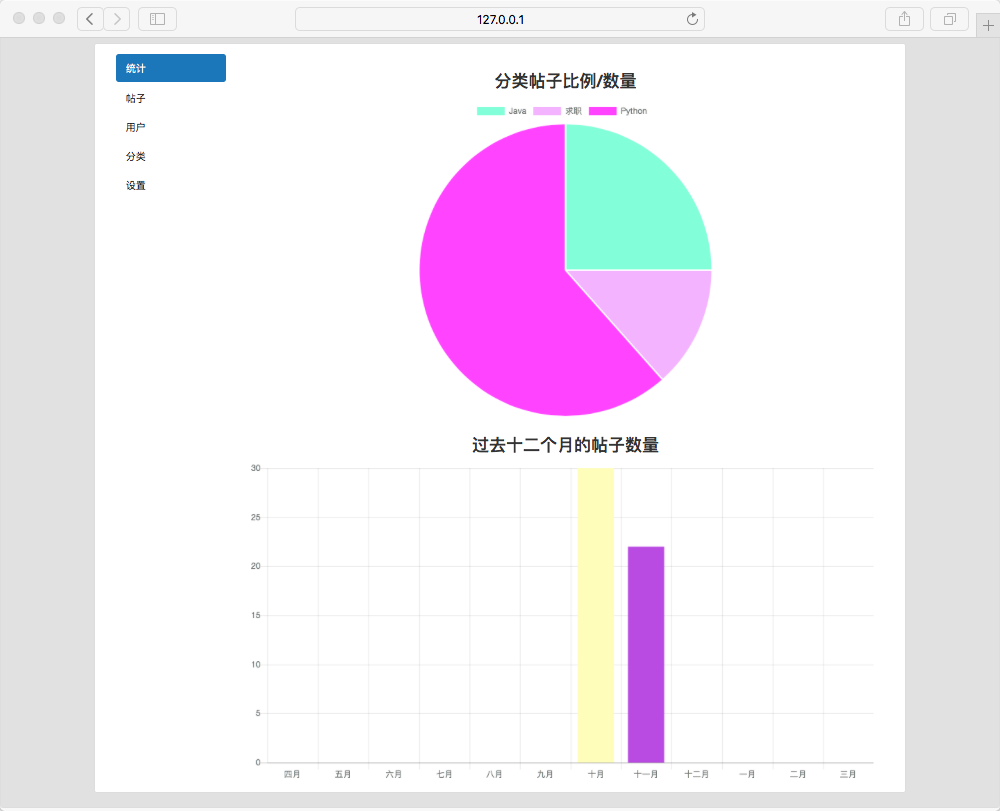 127.0.0.1
统计
帖子
用户
分类
设置
分类帖子比例/数量
Java 求职 Python
过去十二个月的帖子数量
30
25
20
15
10
5
0
四月 五月 六月 七月 八月 九月 十月 十一月 十二月 一月 二月 三月